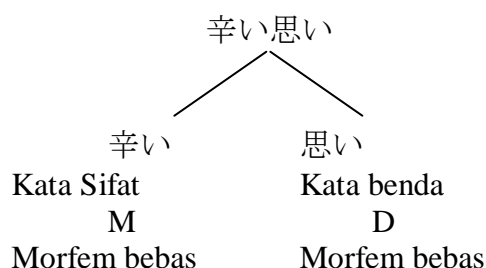 辛い思い
辛い 思い
Kata Sifat Kata benda
M D
Morfem bebas Morfem bebas